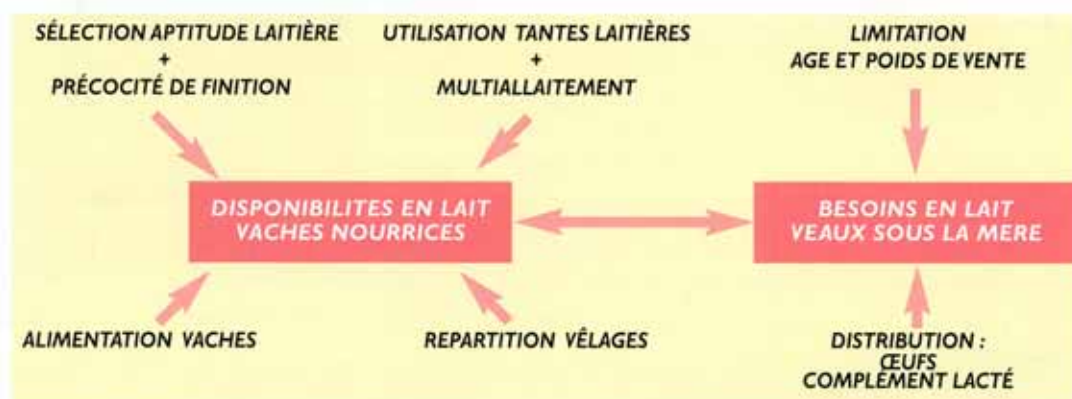 SÉLECTION APTITUDE LAITIÈRE
+
PRÉCOCITÉ DE FINITION
UTILISATION TANTES LAITIÈRES
+
MULTIALLAITEMENT
LIMITATION
AGE ET POIDS DE VENTE
DISPONIBILITES EN LAIT
VACHES NOURRICES
BESOINS EN LAIT
VEAUX SOUS LA MERE
ALIMENTATION VACHES
REPARTITION VÊLAGES
DISTRIBUTION :
ŒUFS
COMPLÉMENT LACTÉ